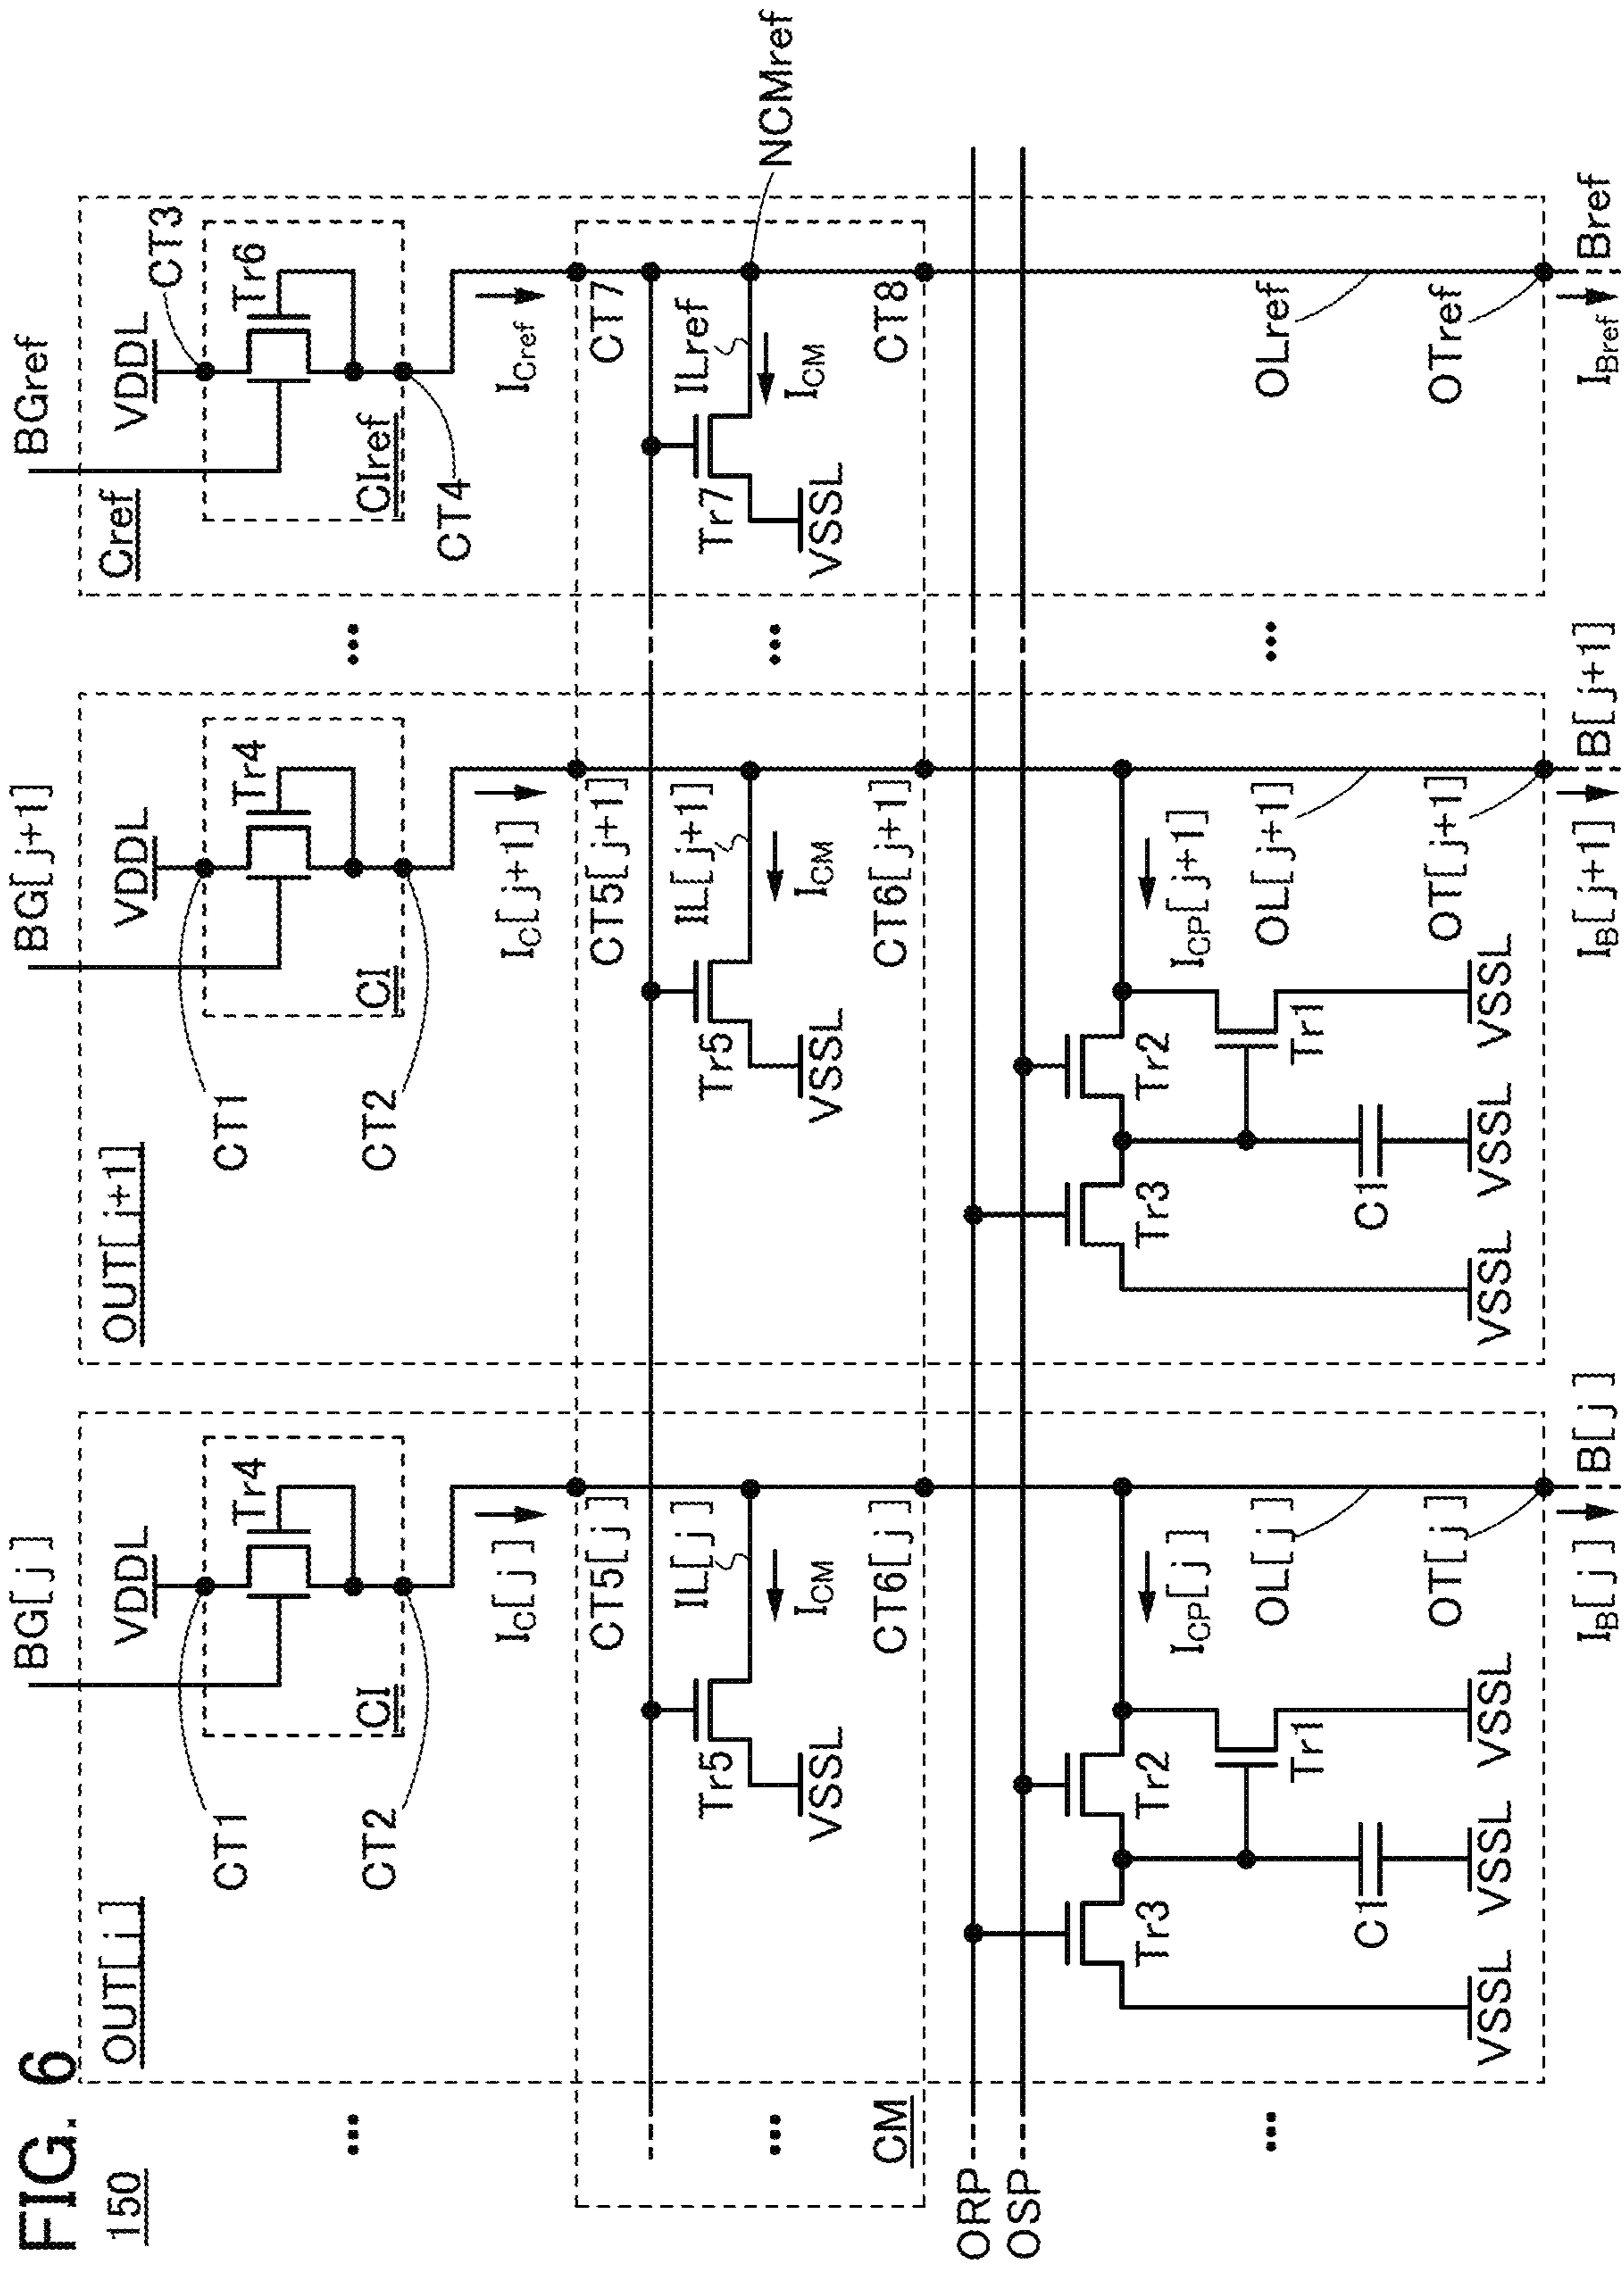 FIG. 6
150
BG[j]
BG[j+1]
BGref
OUT[j]
OUT[j+1]
Cref
VDDL
VDDL
VDDL
CT1
CT1
CT3
Tr4
Tr4
Tr6
CI
CI
CIref
CT2
CT2
CT4
IC[j]
IC[j+1]
ICref
CT5[j]
CT5[j+1]
CT7
IL[j]
IL[j+1]
ILref
NCMref
Tr5
Tr5
Tr7
ICM
ICM
ICM
VSSL
VSSL
VSSL
CM
CT6[j]
CT6[j+1]
CT8
ORP
OSP
Tr3
Tr2
Tr3
Tr2
ICP[j]
ICP[j+1]
OL[j]
OL[j+1]
OLref
Tr1
Tr1
C1
C1
OT[j]
OT[j+1]
OTref
VSSL
VSSL
VSSL
VSSL
VSSL
VSSL
IB[j]
B[j]
IB[j+1]
B[j+1]
IBref
Bref